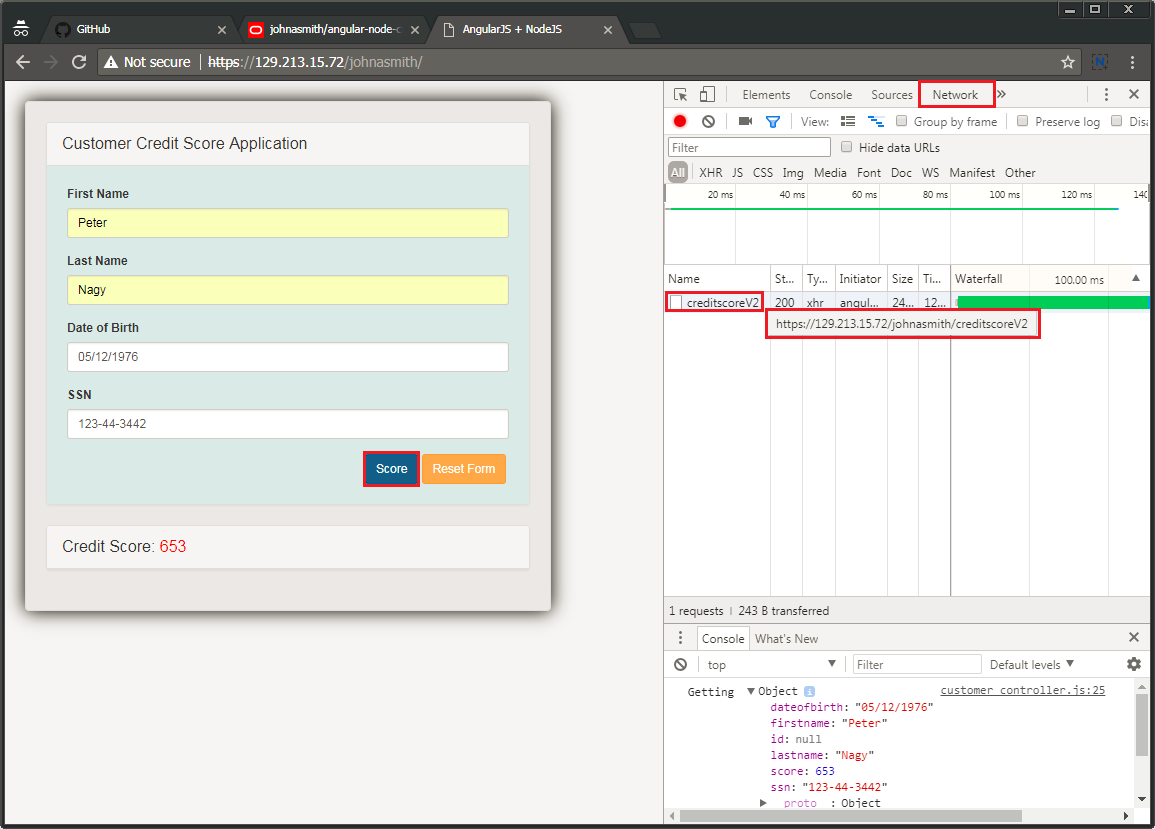 GitHub
johnasmith/angular-node-c
AngularJS + NodeJS
Not secure | https://129.213.15.72/johnasmith/
Customer Credit Score Application
First Name
Peter
Last Name
Nagy
Date of Birth
05/12/1976
SSN
123-44-3442
Score
Reset Form
Credit Score: 653
Elements Console Sources Network »
View: Group by frame Preserve log Disa
Filter
Hide data URLs
All XHR JS CSS Img Media Font Doc WS Manifest Other
20 ms 40 ms 60 ms 80 ms 100 ms 120 ms 140
Name St... Ty... Initiator Size Ti... Waterfall 100.00 ms
creditscoreV2 200 xhr angul... 24... 12...
https://129.213.15.72/johnasmith/creditscoreV2
1 requests | 243 B transferred
Console What's New
top Filter Default levels
Getting Object customer_controller.js:25
dateofbirth: "05/12/1976"
firstname: "Peter"
id: null
lastname: "Nagy"
score: 653
ssn: "123-44-3442"
__proto__: Object